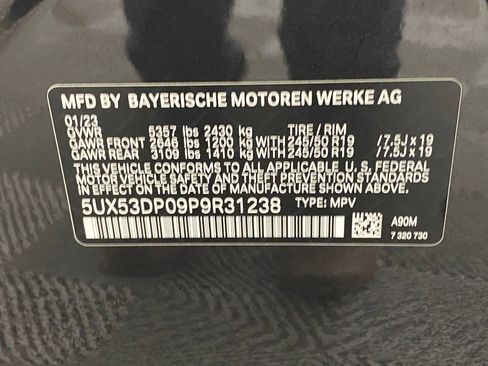 MFD BY BAYERISCHE MOTOREN WERKE AG
01/23
GVWR 5357 lbs 2430 kg TIRE / RIM
GAWR FRONT 2646 lbs 1200 kg WITH 245/50 R19 /7.5J x 19
GAWR REAR 3109 lbs 1410 kg WITH 245/50 R19 /7.5J x 19
THIS VEHICLE CONFORMS TO ALL APPLICABLE U.S. FEDERAL
MOTOR VEHICLE SAFETY AND THEFT PREVENTION STANDARDS
IN EFFECT ON THE DATE OF MANUFACTURE SHOWN ABOVE.
5UX53DP09P9R31238 TYPE: MPV
A90M
7 320 730